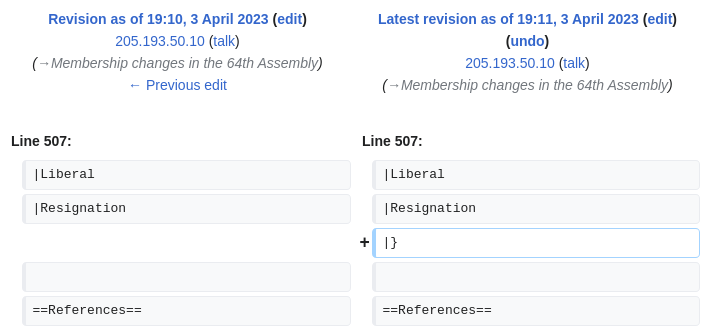 Revision as of 19:10, 3 April 2023 (edit)
205.193.50.10 (talk)
(→Membership changes in the 64th Assembly)
← Previous edit
Latest revision as of 19:11, 3 April 2023 (edit)
(undo)
205.193.50.10 (talk)
(→Membership changes in the 64th Assembly)
Line 507:
Line 507:
|Liberal
|Liberal
|Resignation
|Resignation
+ |}
==References==
==References==